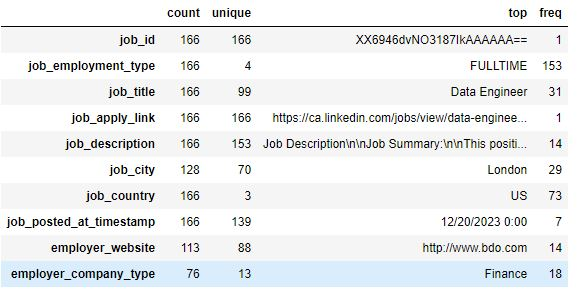 count unique top freq
job_id 166 166 XX6946dvNO3187lkAAAAAA== 1
job_employment_type 166 4 FULLTIME 153
job_title 166 99 Data Engineer 31
job_apply_link 166 166 https://ca.linkedin.com/jobs/view/data-enginee... 1
job_description 166 153 Job Description\n\nJob Summary:\n\nThis positi... 14
job_city 128 70 London 29
job_country 166 3 US 73
job_posted_at_timestamp 166 139 12/20/2023 0:00 7
employer_website 113 88 http://www.bdo.com 14
employer_company_type 76 13 Finance 18